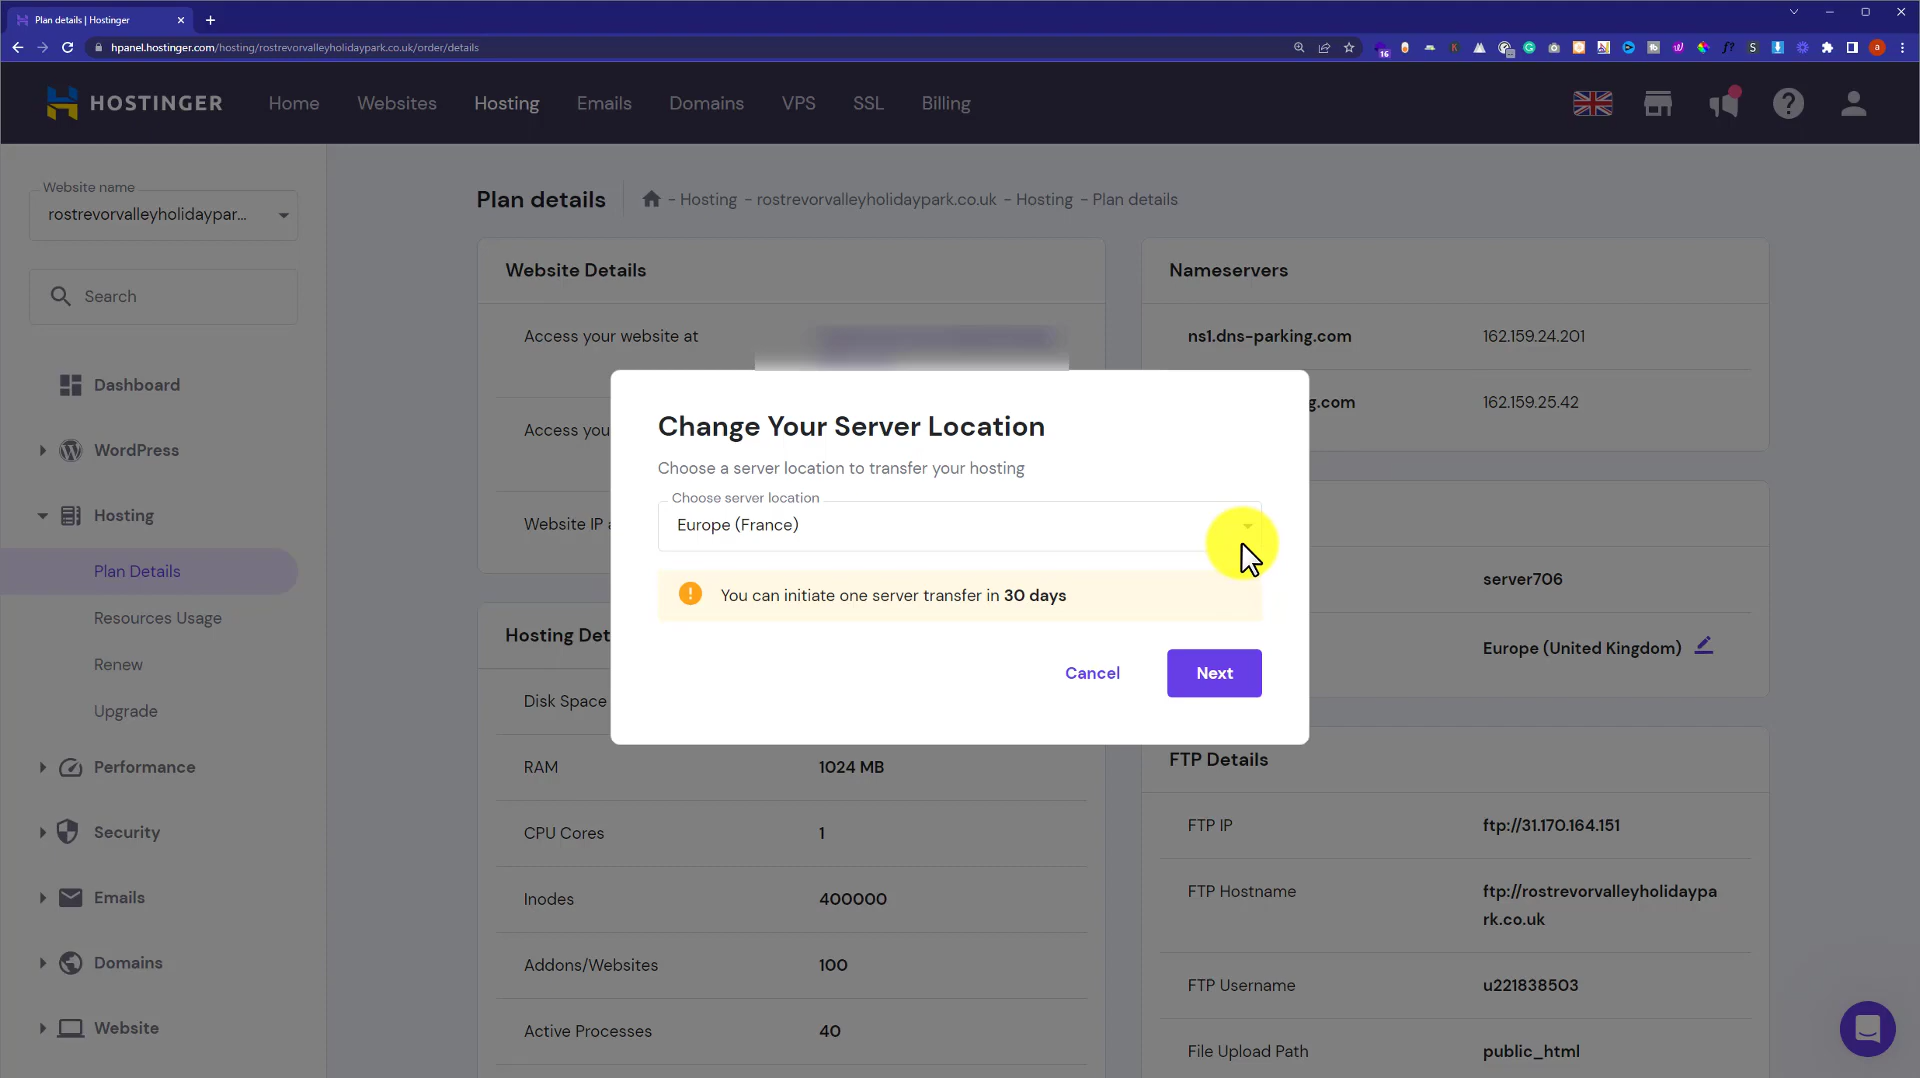 Plan details | Hostinger
hpanel.hostinger.com/hosting/rostrevorvalleyholidaypark.co.uk/order/details
16
HOSTINGER
Home
Websites
Hosting
Emails
Domains
VPS
SSL
Billing
Website name
rostrevorvalleyholidaypar...
Search
Dashboard
WordPress
Hosting
Plan Details
Resources Usage
Renew
Upgrade
Performance
Security
Emails
Domains
Website
Plan details
- Hosting - rostrevorvalleyholidaypark.co.uk - Hosting - Plan details
Website Details
Access your website at
Access you
Website IP
Hosting Det
Disk Space
RAM 1024 MB
CPU Cores 1
Inodes 400000
Addons/Websites 100
Active Processes 40
Change Your Server Location
Choose a server location to transfer your hosting
Choose server location
Europe (France)
You can initiate one server transfer in 30 days
Cancel
Next
Nameservers
ns1.dns-parking.com 162.159.24.201
g.com 162.159.25.42
server706
Europe (United Kingdom)
FTP Details
FTP IP ftp://31.170.164.151
FTP Hostname ftp://rostrevorvalleyholidaypa
rk.co.uk
FTP Username u221838503
File Upload Path public_html